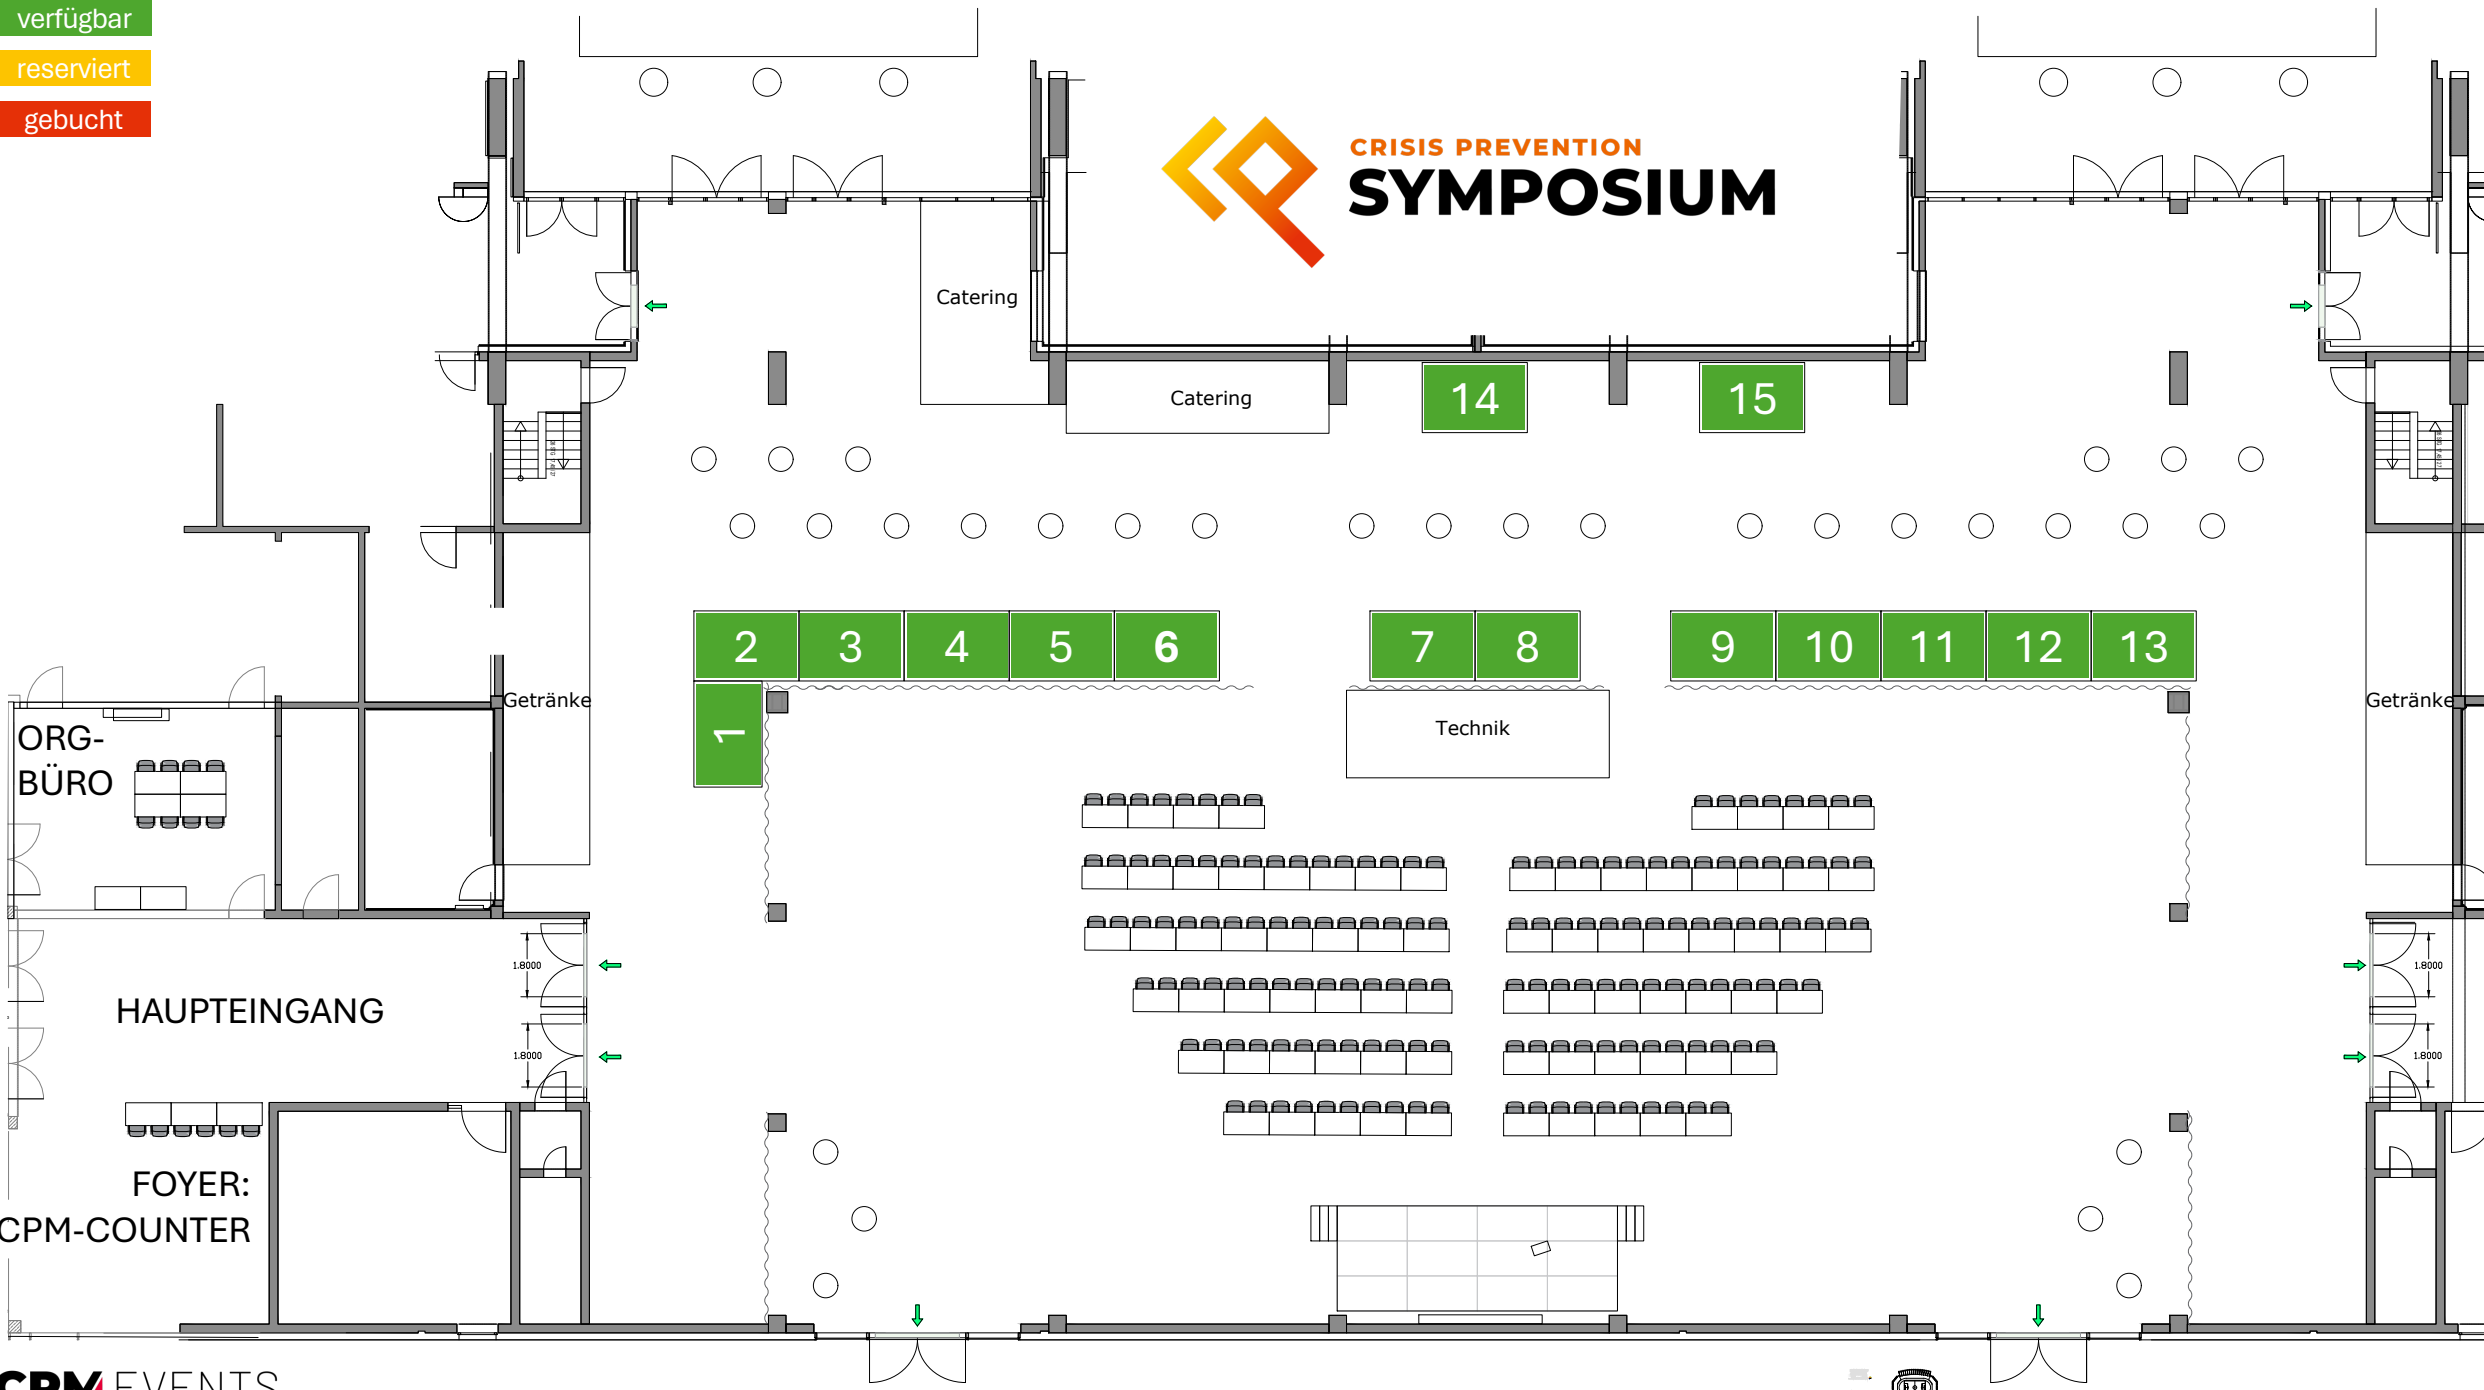 verfügbar
reserviert
gebucht
CRISIS PREVENTION
SYMPOSIUM
Catering
Catering
14
15
2
3
4
5
6
7
8
9
10
11
12
13
1
Getränke
Getränke
Technik
ORG-
BÜRO
1.8000
1.8000
1.8000
1.8000
HAUPTEINGANG
FOYER:
CPM-COUNTER
CPM EVENTS